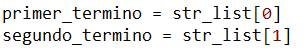 primer_termino = str_list[0]
segundo_termino = str_list[1]